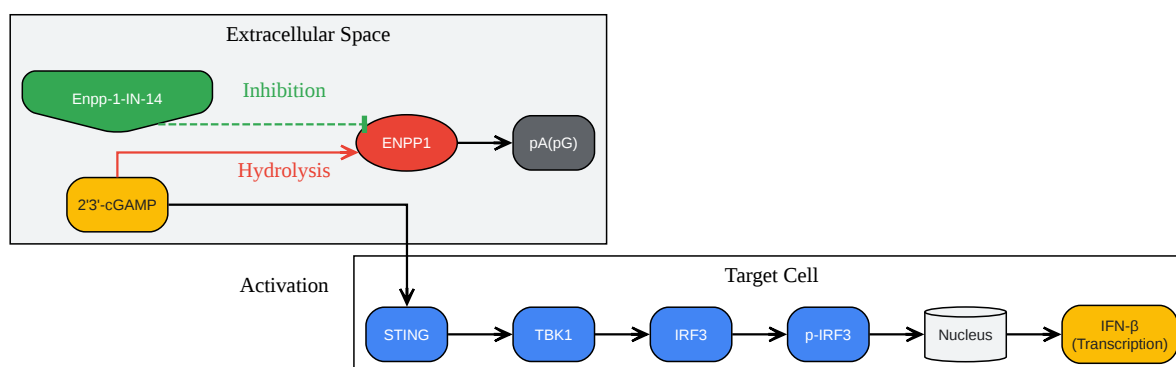 Extracellular Space
Enpp-1-IN-14
Inhibition
ENPP1
pA(pG)
Hydrolysis
2'3'-cGAMP
Activation
Target Cell
STING
TBK1
IRF3
p-IRF3
Nucleus
IFN-β
(Transcription)